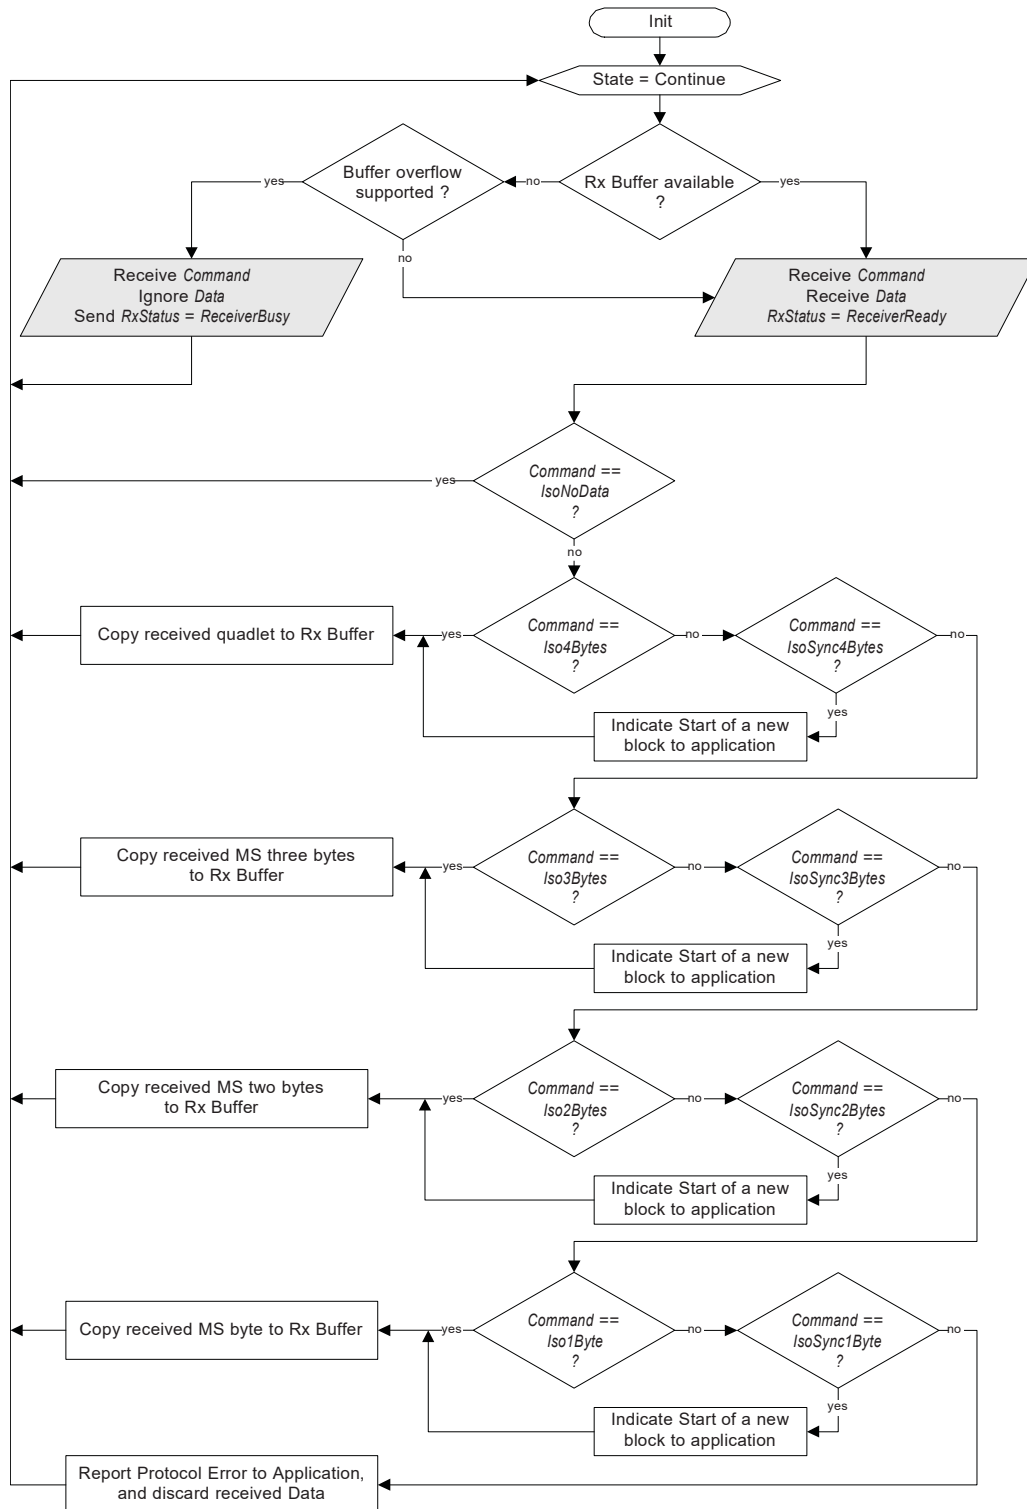 Init
State = Continue
Buffer overflow
supported ?
Rx Buffer available
?
yes
no
yes
no
Receive Command
Ignore Data
Send RxStatus = ReceiverBusy
Receive Command
Receive Data
RxStatus = ReceiverReady
Command ==
IsoNoData
?
yes
no
Copy received quadlet to Rx Buffer
yes
Command ==
Iso4Bytes
?
no
Command ==
IsoSync4Bytes
?
no
yes
Indicate Start of a new
block to application
Copy received MS three bytes
to Rx Buffer
yes
Command ==
Iso3Bytes
?
no
Command ==
IsoSync3Bytes
?
no
yes
Indicate Start of a new
block to application
Copy received MS two bytes
to Rx Buffer
yes
Command ==
Iso2Bytes
?
no
Command ==
IsoSync2Bytes
?
no
yes
Indicate Start of a new
block to application
Copy received MS byte to Rx Buffer
yes
Command ==
Iso1Byte
?
no
Command ==
IsoSync1Byte
?
no
yes
Indicate Start of a new
block to application
Report Protocol Error to Application,
and discard received Data